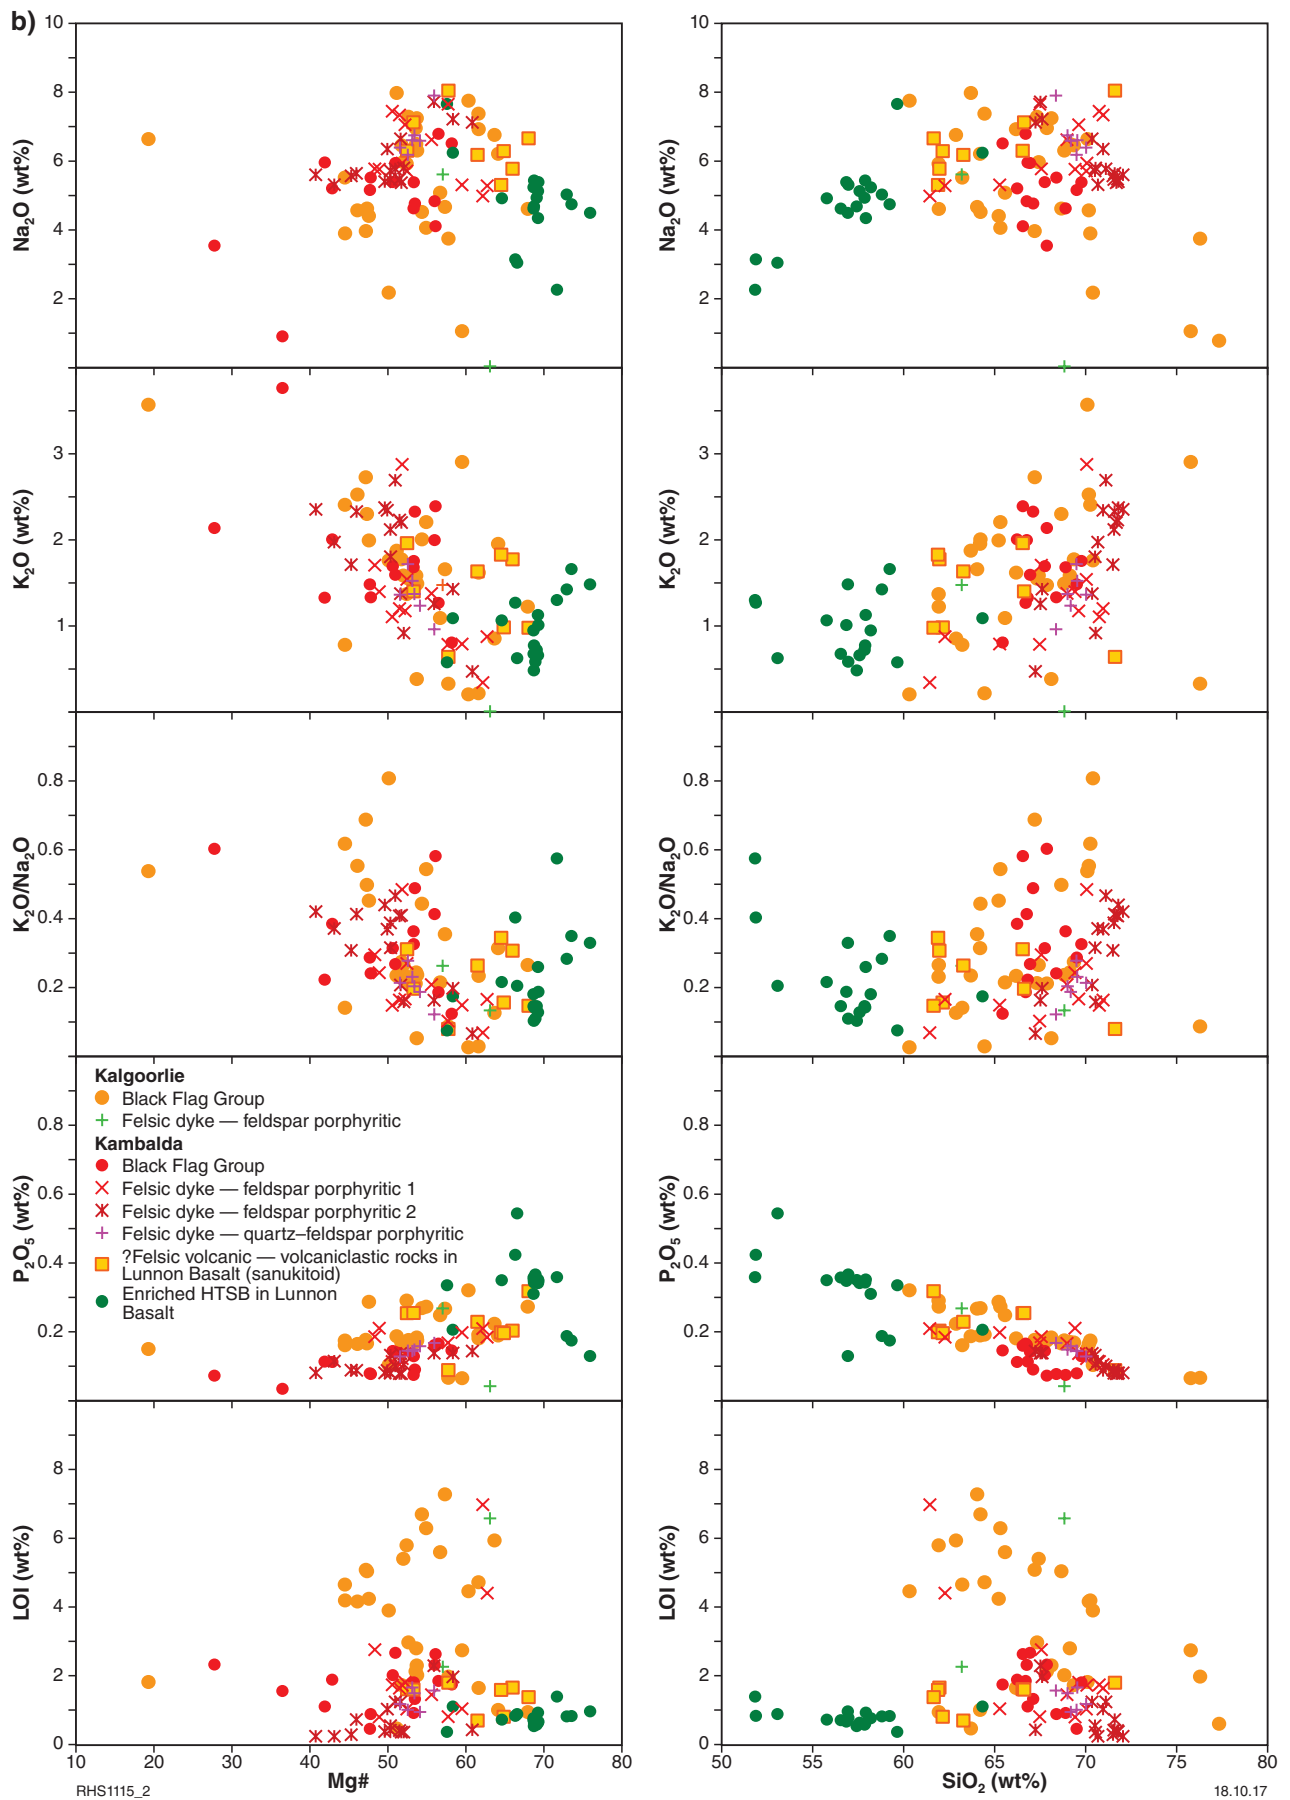 b)
10
8
6
4
2
Na2O (wt%)
10
8
6
4
2
Na2O (wt%)
3
2
1
K2O (wt%)
3
2
1
K2O (wt%)
0.8
0.6
0.4
0.2
K2O/Na2O
0.8
0.6
0.4
0.2
K2O/Na2O
Kalgoorlie
Black Flag Group
Felsic dyke — feldspar porphyritic
Kambalda
Black Flag Group
Felsic dyke — feldspar porphyritic 1
Felsic dyke — feldspar porphyritic 2
Felsic dyke — quartz–feldspar porphyritic
?Felsic volcanic — volcaniclastic rocks in
Lunnon Basalt (sanukitoid)
Enriched HTSB in Lunnon
Basalt
0.8
0.6
0.4
0.2
P2O5 (wt%)
0.8
0.6
0.4
0.2
P2O5 (wt%)
8
6
4
2
0
LOI (wt%)
8
6
4
2
0
LOI (wt%)
10 20 30 40 50 60 70 80
Mg#
50 55 60 65 70 75 80
SiO2 (wt%)
RHS1115_2
18.10.17